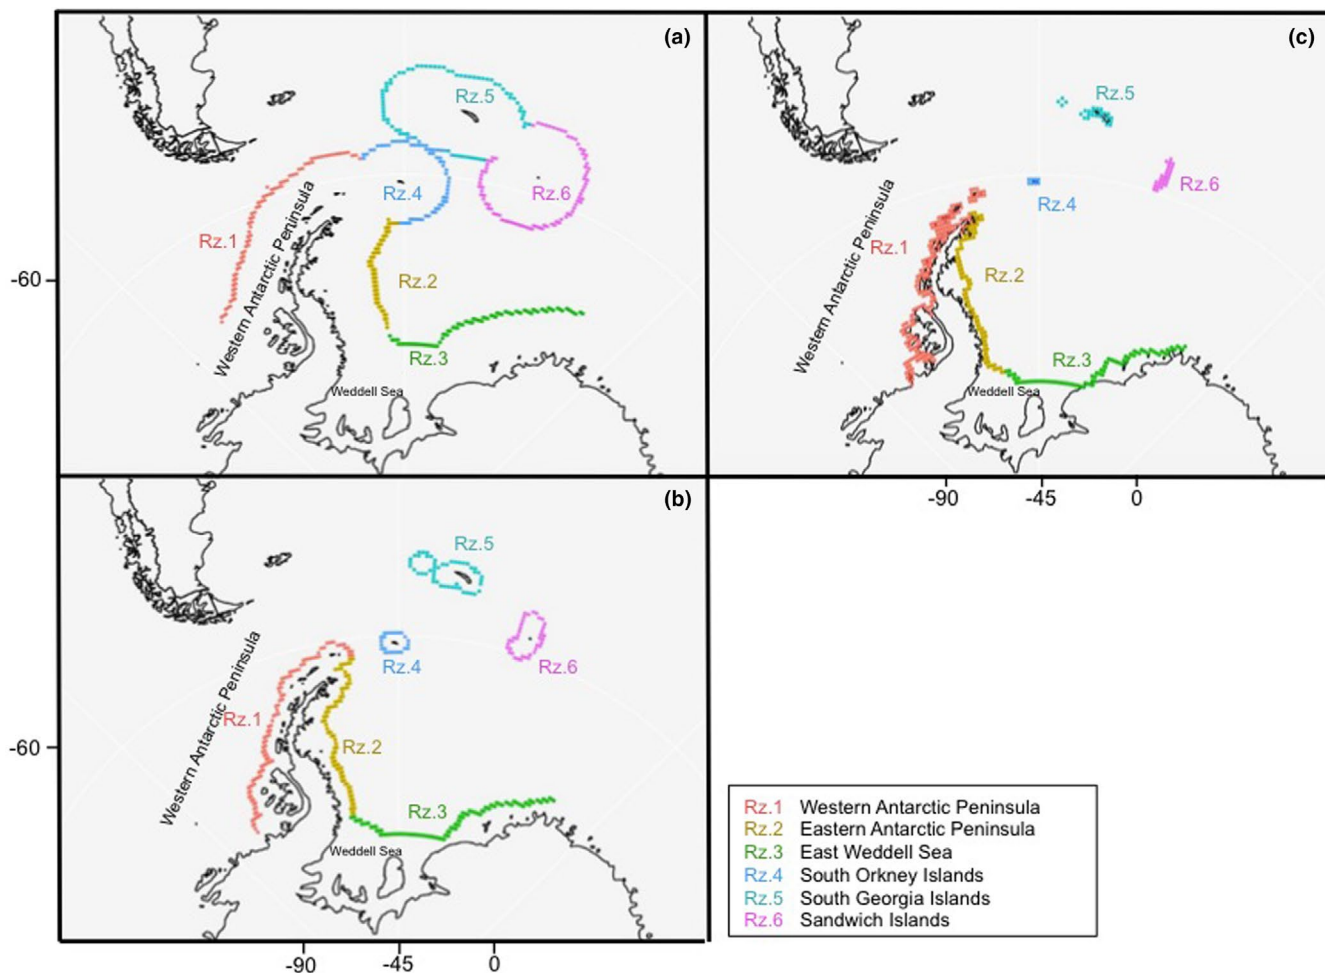 (a)
Rz.5
Rz.4
Rz.6
Rz.1
Rz.2
Rz.3
Western Antarctic Peninsula
Weddell Sea
-60
(c)
Rz.5
Rz.6
Rz.4
Rz.1
Rz.2
Rz.3
Western Antarctic Peninsula
Weddell Sea
-90 -45 0
(b)
Rz.5
Rz.4
Rz.6
Rz.1
Rz.2
Rz.3
Western Antarctic Peninsula
Weddell Sea
-60
-90 -45 0
Rz.1 Western Antarctic Peninsula
Rz.2 Eastern Antarctic Peninsula
Rz.3 East Weddell Sea
Rz.4 South Orkney Islands
Rz.5 South Georgia Islands
Rz.6 Sandwich Islands